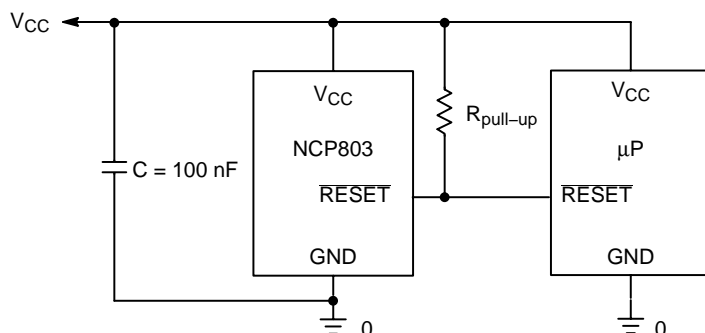 VCC
VCC
NCP803
RESET
GND
C = 100 nF
Rpull–up
VCC
μP
RESET
GND
0
0